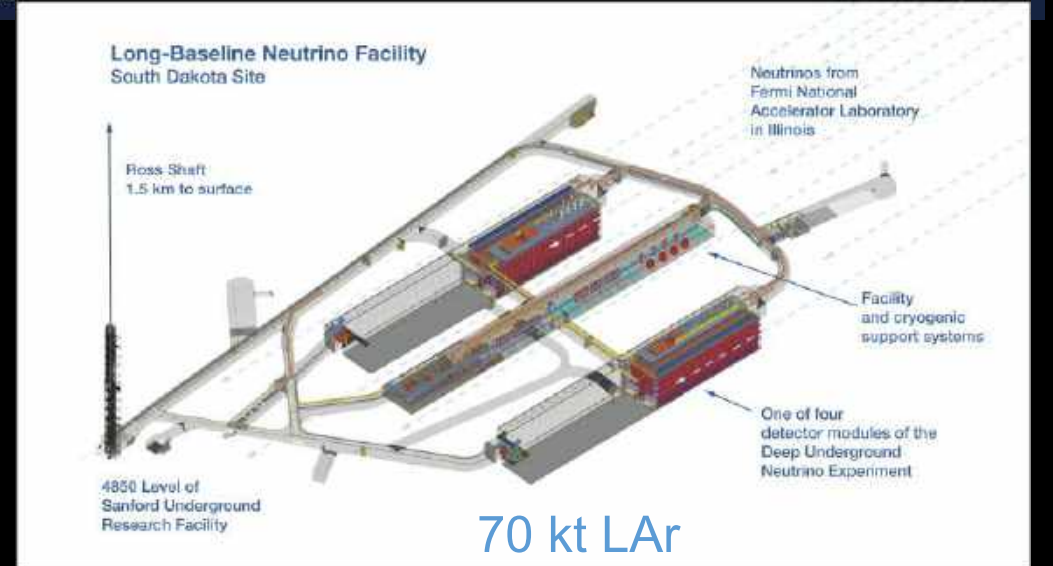 Long-Baseline Neutrino Facility
South Dakota Site
Neutrinos from
Fermi National
Accelerator Laboratory
in Illinois
Ross Shaft
1.5 km to surface
Facility
and cryogenic
support systems
One of four
detector modules of the
Deep Underground
Neutrino Experiment
4850 Level of
Sanford Underground
Research Facility
70 kt LAr